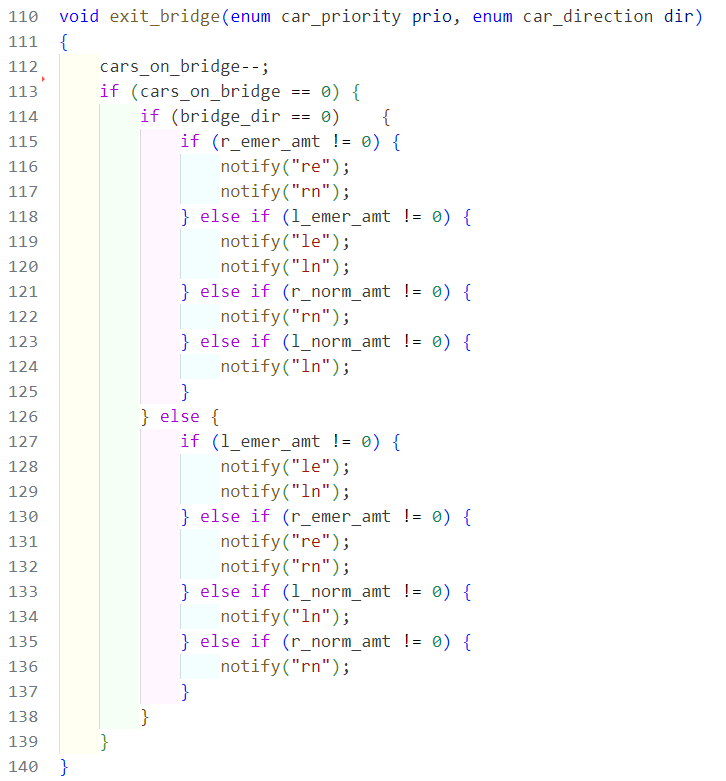 110 void exit_bridge(enum car_priority prio, enum car_direction dir)
111 {
112     cars_on_bridge--;
113     if (cars_on_bridge == 0) {
114         if (bridge_dir == 0)    {
115             if (r_emer_amt != 0) {
116                 notify("re");
117                 notify("rn");
118             } else if (l_emer_amt != 0) {
119                 notify("le");
120                 notify("ln");
121             } else if (r_norm_amt != 0) {
122                 notify("rn");
123             } else if (l_norm_amt != 0) {
124                 notify("ln");
125             }
126         } else {
127             if (l_emer_amt != 0) {
128                 notify("le");
129                 notify("ln");
130             } else if (r_emer_amt != 0) {
131                 notify("re");
132                 notify("rn");
133             } else if (l_norm_amt != 0) {
134                 notify("ln");
135             } else if (r_norm_amt != 0) {
136                 notify("rn");
137             }
138         }
139     }
140 }